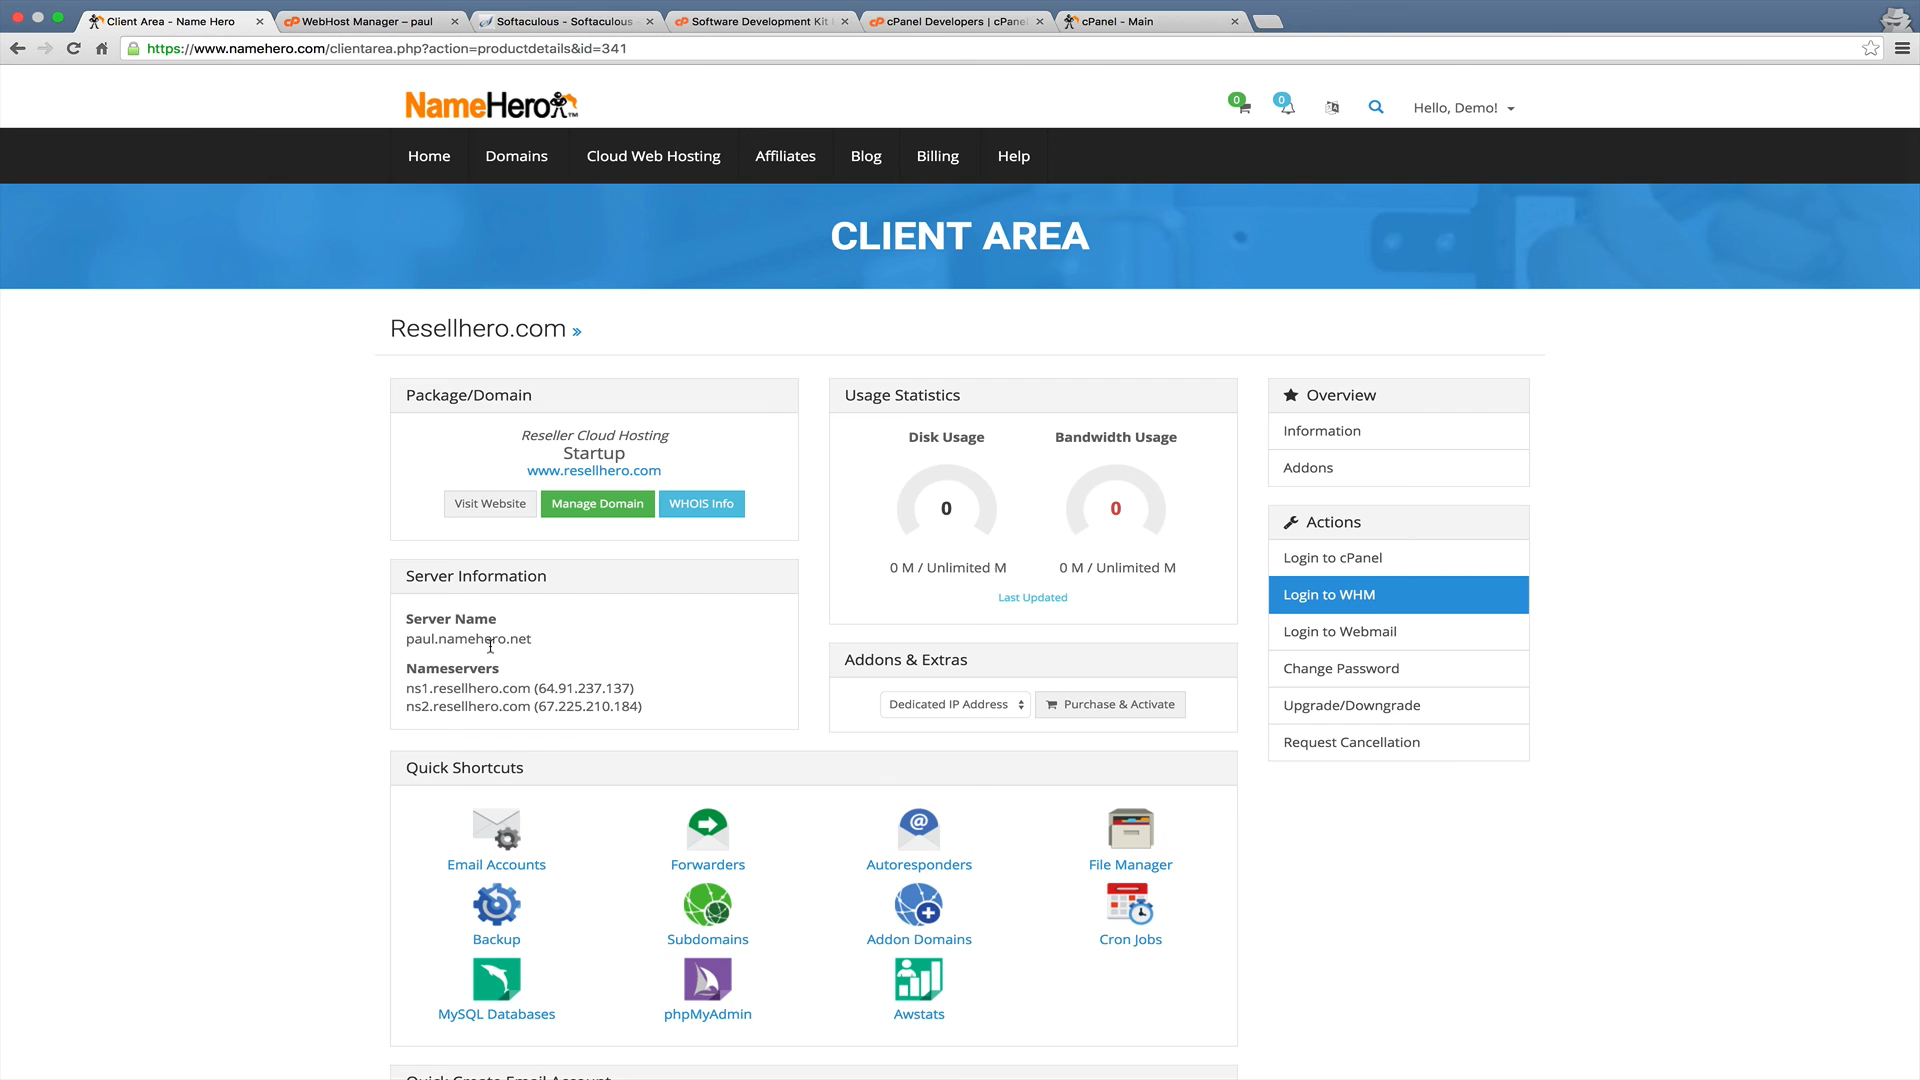 Client Area - Name Hero
WebHost Manager – paul
Softaculous - Softaculous
Software Development Kit
cPanel Developers | cPanel
cPanel - Main
https://www.namehero.com/clientarea.php?action=productdetails&id=341
NameHero™
0
0
Hello, Demo!
Home
Domains
Cloud Web Hosting
Affiliates
Blog
Billing
Help
CLIENT AREA
Resellhero.com »
Package/Domain
Reseller Cloud Hosting
Startup
www.resellhero.com
Visit Website
Manage Domain
WHOIS Info
Server Information
Server Name
paul.namehero.net
Nameservers
ns1.resellhero.com (64.91.237.137)
ns2.resellhero.com (67.225.210.184)
Usage Statistics
Disk Usage
Bandwidth Usage
0
0
0 M / Unlimited M
0 M / Unlimited M
Last Updated
Addons & Extras
Dedicated IP Address
Purchase & Activate
Overview
Information
Addons
Actions
Login to cPanel
Login to WHM
Login to Webmail
Change Password
Upgrade/Downgrade
Request Cancellation
Quick Shortcuts
Email Accounts
Forwarders
Autoresponders
File Manager
Backup
Subdomains
Addon Domains
Cron Jobs
MySQL Databases
phpMyAdmin
Awstats
Quick Create Email Account